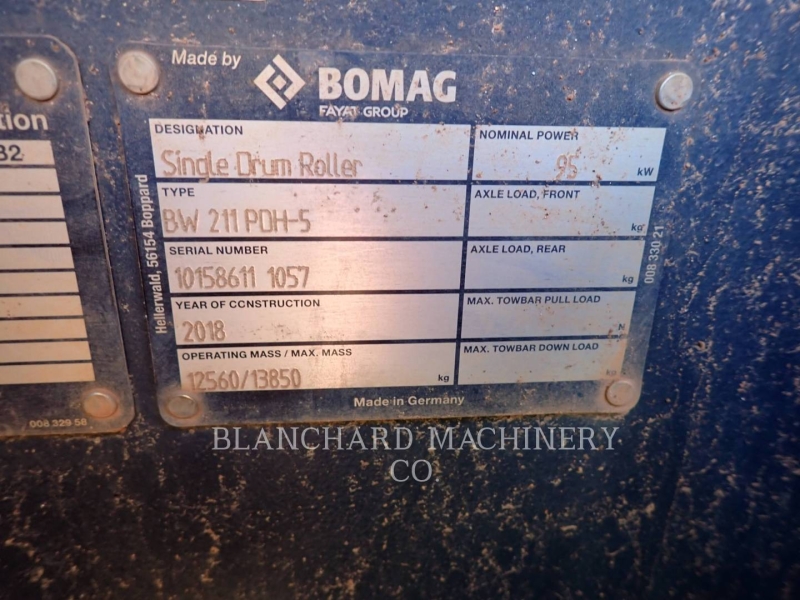 tion
32
008 329 58
Made by
BOMAG
FAYAT GROUP
DESIGNATION
Single Drum Roller
NOMINAL POWER
95 kW
TYPE
BW 211 PDH-5
AXLE LOAD, FRONT
kg
SERIAL NUMBER
10158611 1057
AXLE LOAD, REAR
kg
YEAR OF CONSTRUCTION
2018
MAX. TOWBAR PULL LOAD
N
OPERATING MASS / MAX. MASS
12560/13850 kg
MAX. TOWBAR DOWN LOAD
Made in Germany
Hellerwald, 56154 Boppard
008 330 21
BLANCHARD MACHINERY
CO.